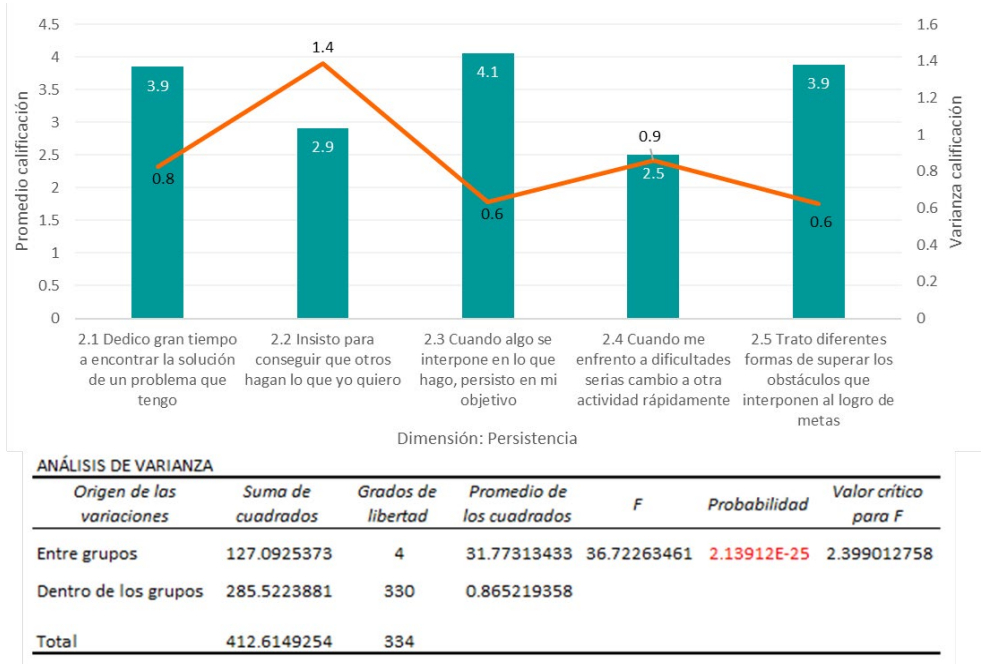 4.5
4
3.5
3
2.5
2
1.5
1
0.5
0
Promedio calificación
1.6
1.4
1.2
1
0.8
0.6
0.4
0.2
0
Varianza calificación
3.9
2.9
4.1
2.5
3.9
0.8
1.4
0.6
0.9
0.6
2.1 Dedico gran tiempo
a encontrar la solución
de un problema que
tengo
2.2 Insisto para
conseguir que otros
hagan lo que yo quiero
2.3 Cuando algo se
interpone en lo que
hago, persisto en mi
objetivo
2.4 Cuando me
enfrento a dificultades
serias cambio a otra
actividad rápidamente
2.5 Trato diferentes
formas de superar los
obstáculos que
interponen al logro de
metas
Dimensión: Persistencia
ANÁLISIS DE VARIANZA
Origen de las variaciones Suma de cuadrados Grados de libertad Promedio de los cuadrados F Probabilidad Valor crítico para F
Entre grupos 127.0925373 4 31.77313433 36.72263461 2.13912E-25 2.399012758
Dentro de los grupos 285.5223881 330 0.865219358
Total 412.6149254 334